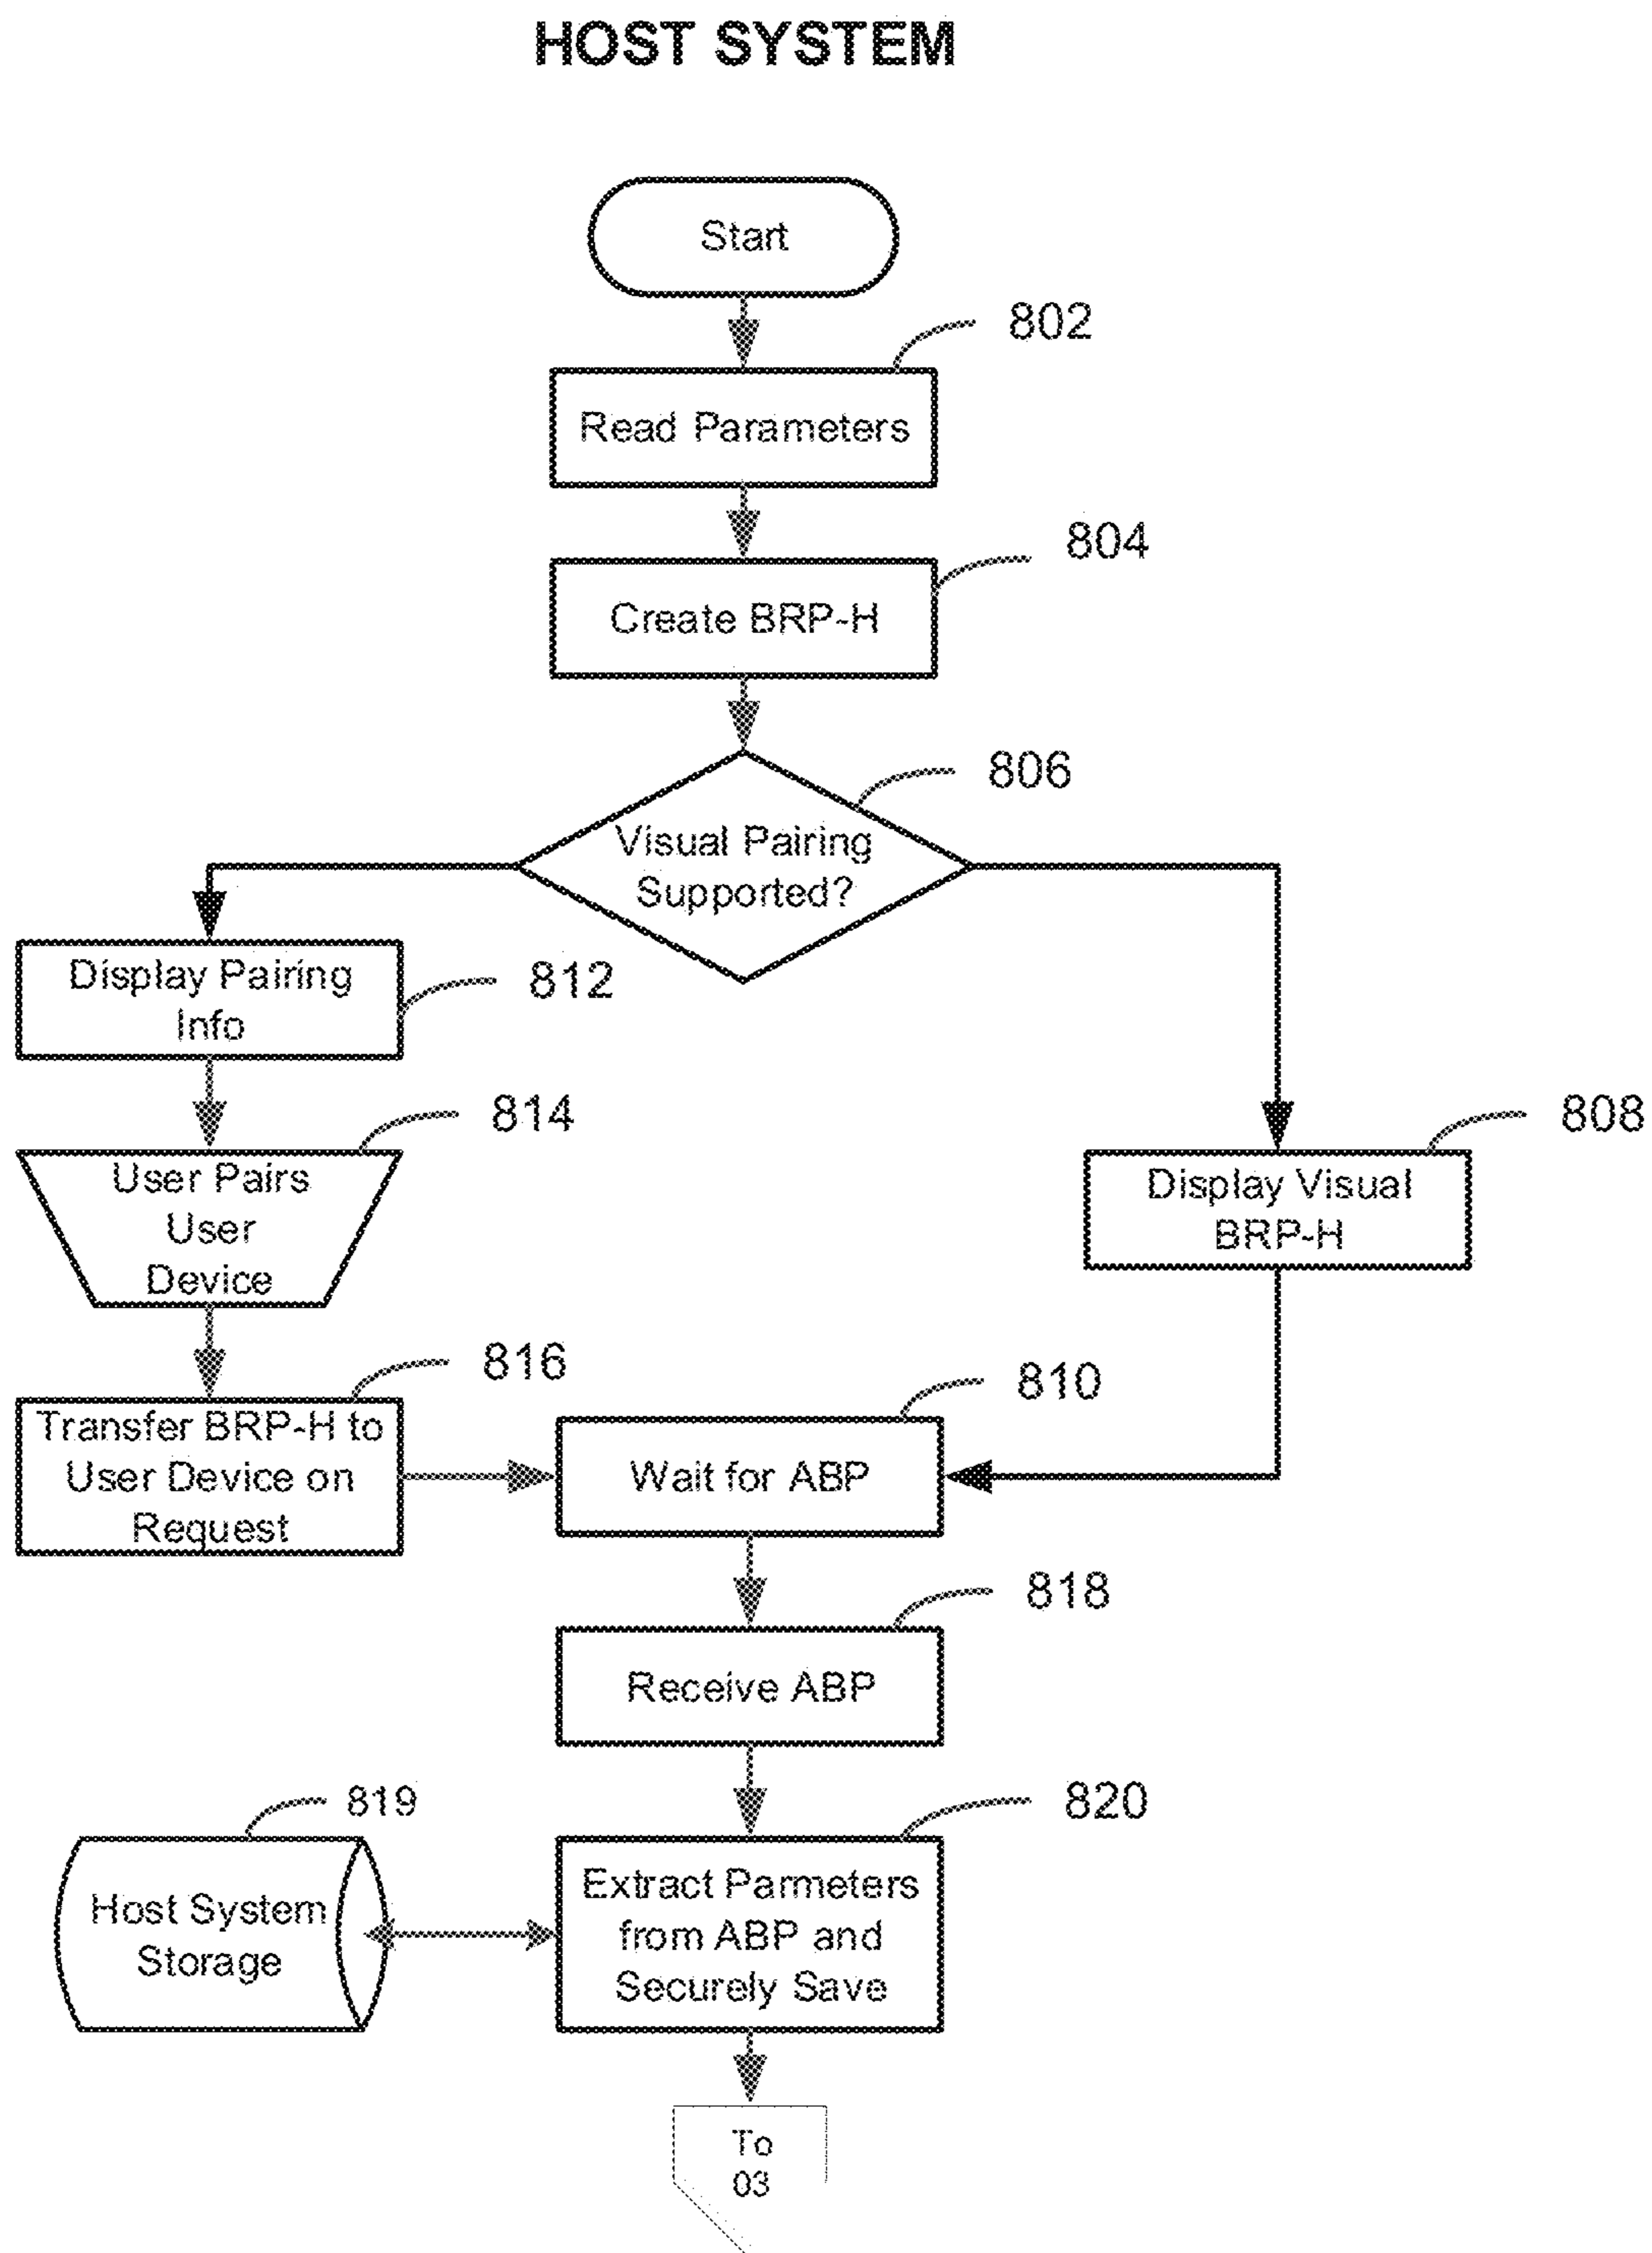 HOST SYSTEM
Start
802
Read Parameters
804
Create BRP-H
806
Visual Pairing
Supported?
Display Pairing
Info
812
814
User Pairs
User
Device
808
Display Visual
BRP-H
816
Transfer BRP-H to
User Device on
Request
810
Wait for ABP
818
Receive ABP
819
Host System
Storage
820
Extract Parmeters
from ABP and
Securely Save
To
03